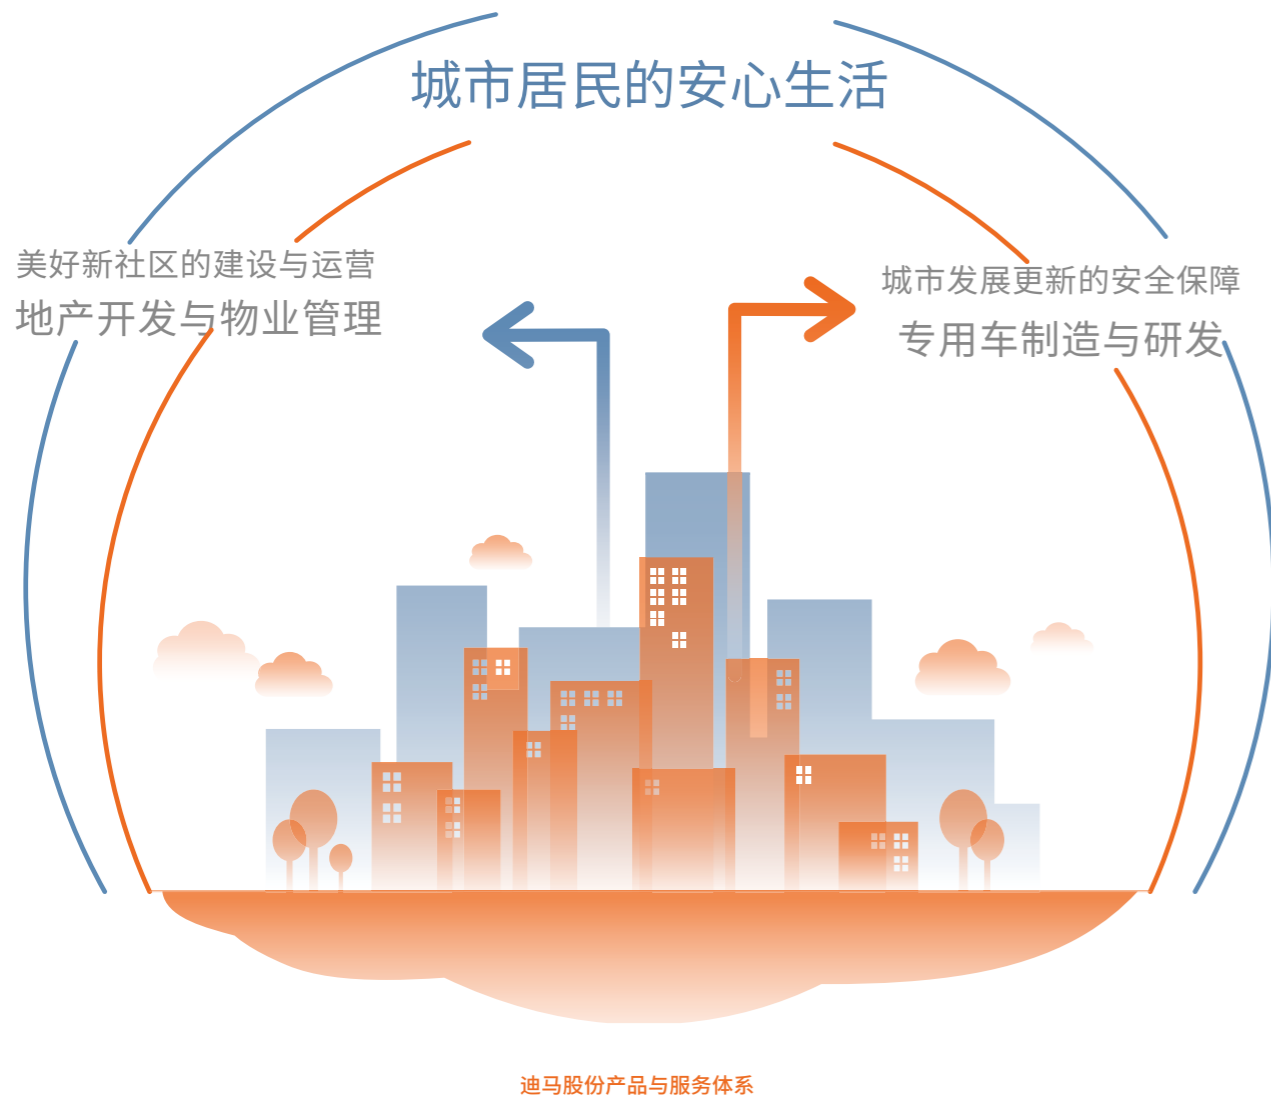 城市居民的安心生活
美好新社区的建设与运营
地产开发与物业管理
城市发展更新的安全保障
专用车制造与研发
迪马股份产品与服务体系